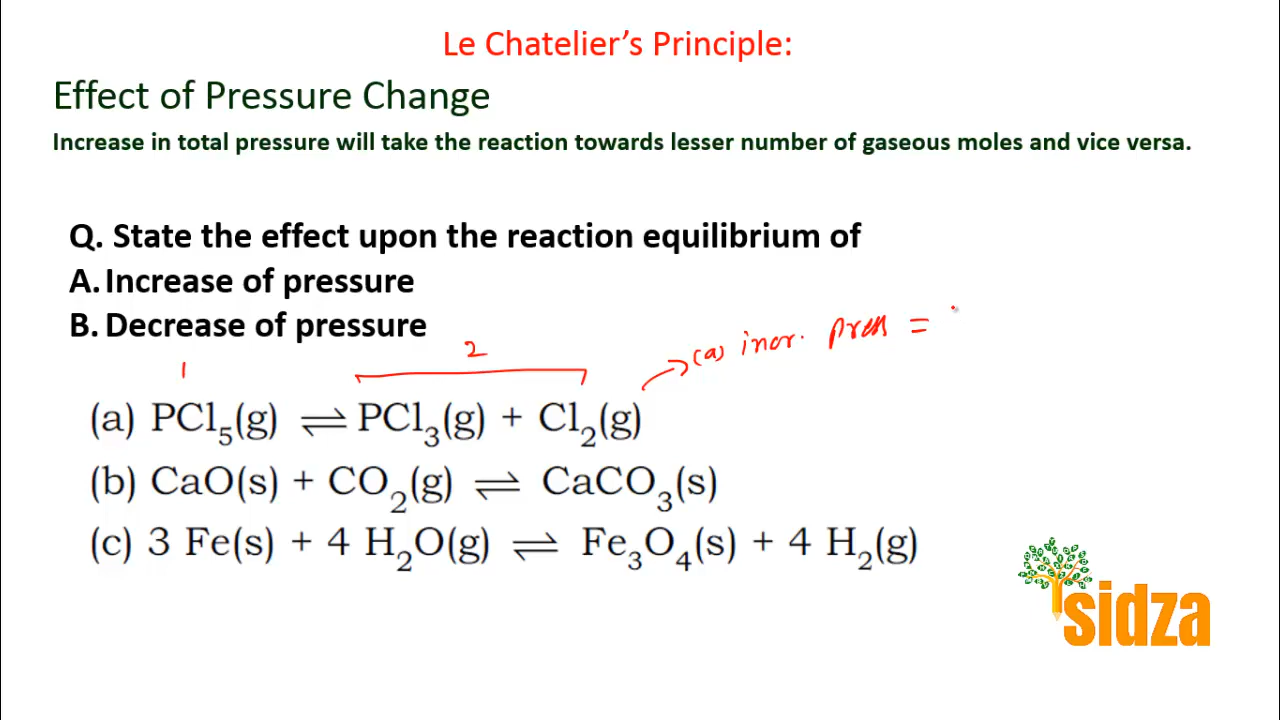 Le Chatelier's Principle:
Effect of Pressure Change
Increase in total pressure will take the reaction towards lesser number of gaseous moles and vice versa.
Q. State the effect upon the reaction equilibrium of
A. Increase of pressure
B. Decrease of pressure
(a) incr. pres =
1 2
(a) PCl₅(g) ⇌ PCl₃(g) + Cl₂(g)
(b) CaO(s) + CO₂(g) ⇌ CaCO₃(s)
(c) 3 Fe(s) + 4 H₂O(g) ⇌ Fe₃O₄(s) + 4 H₂(g)
sidza